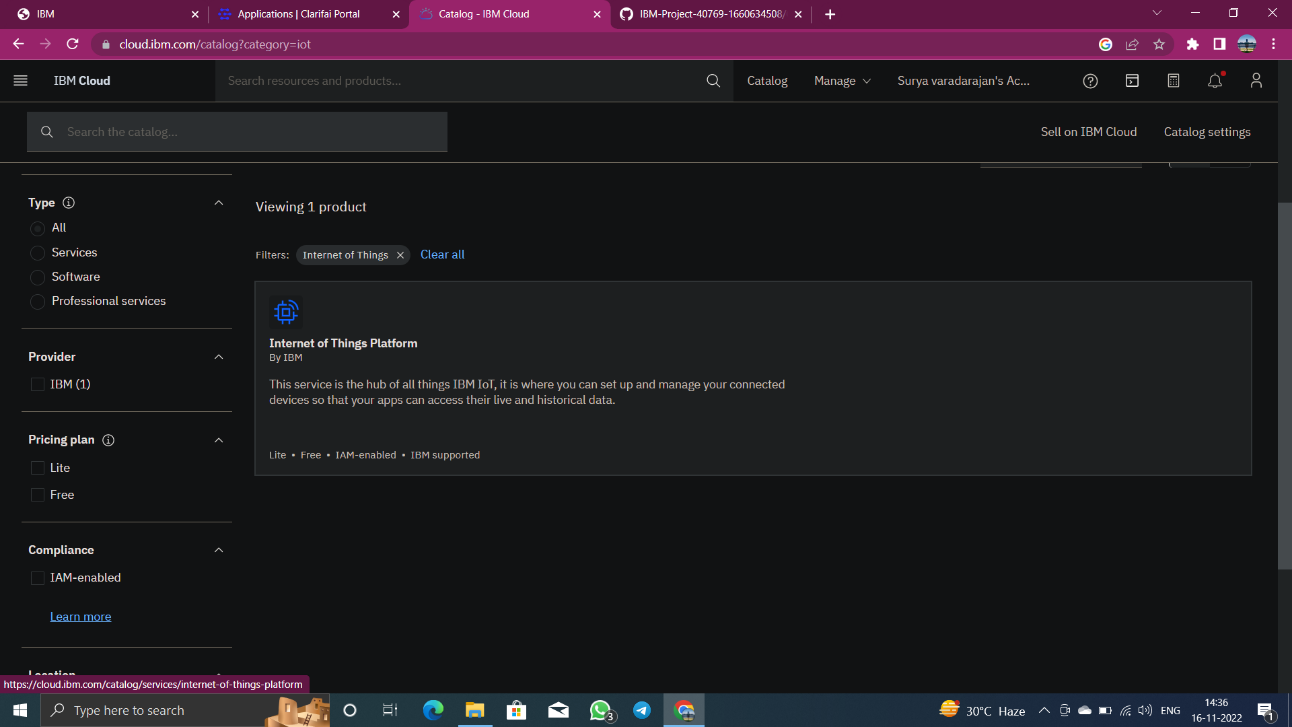 IBM
Applications | Clarifai Portal
Catalog - IBM Cloud
IBM-Project-40769-1660634508/
cloud.ibm.com/catalog?category=iot
IBM Cloud
Search resources and products...
Catalog
Manage
Surya varadarajan's Ac...
Search the catalog...
Sell on IBM Cloud
Catalog settings
Type
All
Services
Software
Professional services
Provider
IBM (1)
Pricing plan
Lite
Free
Compliance
IAM-enabled
Learn more
Location
Viewing 1 product
Filters: Internet of Things Clear all
Internet of Things Platform
By IBM
This service is the hub of all things IBM IoT, it is where you can set up and manage your connected
devices so that your apps can access their live and historical data.
Lite • Free • IAM-enabled • IBM supported
https://cloud.ibm.com/catalog/services/internet-of-things-platform
Type here to search
3
30°C Haze
ENG
14:36
16-11-2022
1